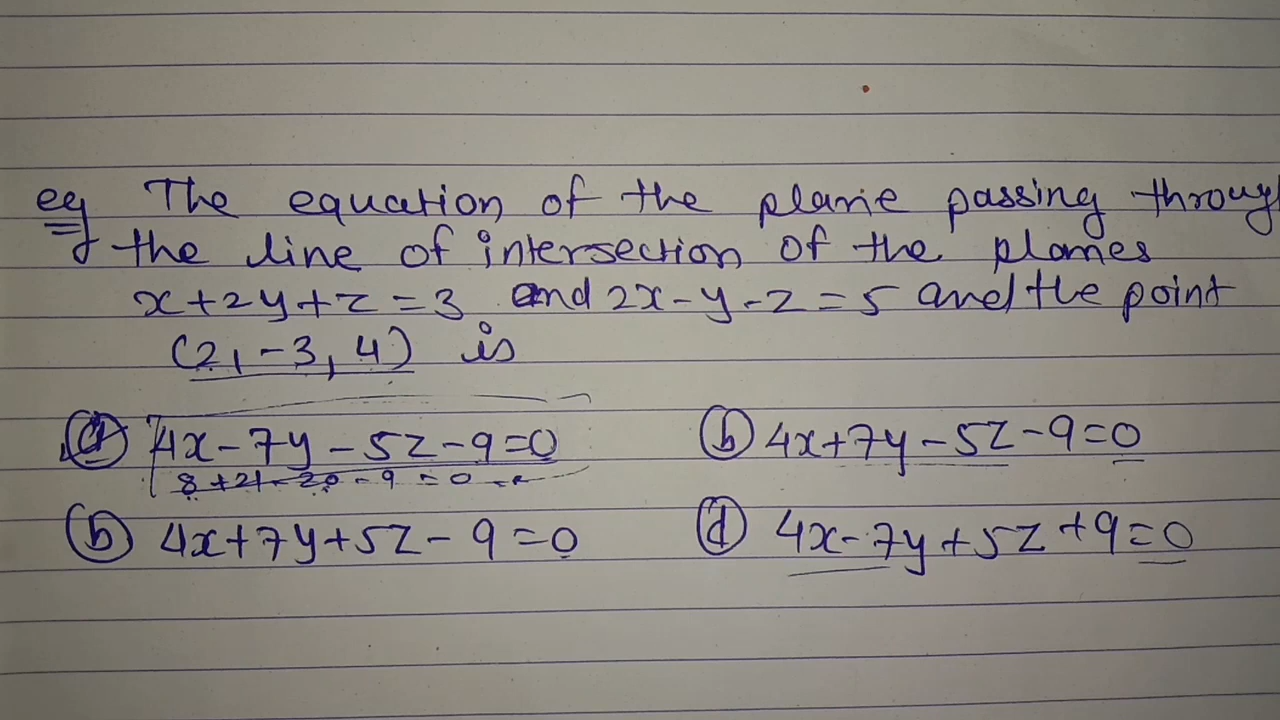 eg The equation of the plane passing throug
the line of intersection of the planes
x+2y+z=3 and 2x-y-z=5 and the point
(2,-3,4) is
(a) 4x-7y-5z-9=0 (b) 4x+7y-5z-9=0
8+21-20-9=0
(b) 4x+7y+5z-9=0 (d) 4x-7y+5z+9=0